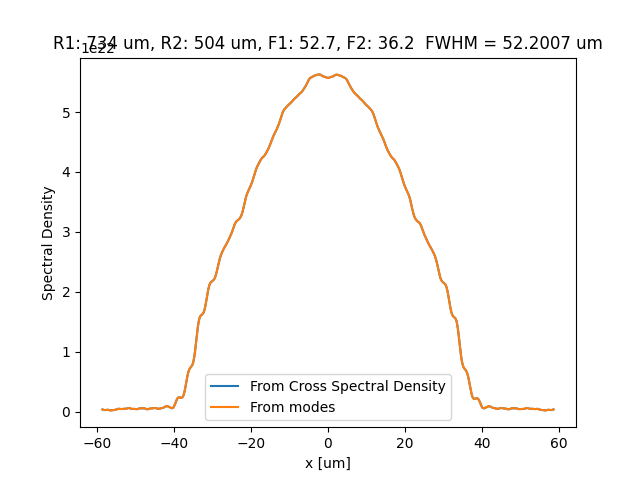 R1: 734 um, R2: 504 um, F1: 52.7, F2: 36.2  FWHM = 52.2007 um
1e22
5
4
3
2
1
0
Spectral Density
From Cross Spectral Density
From modes
−60 −40 −20 0 20 40 60
x [um]